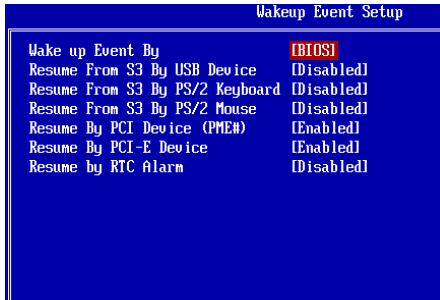 Wakeup Event Setup
Wake up Event By [BIOS]
Resume From S3 By USB Device [Disabled]
Resume From S3 By PS/2 Keyboard [Disabled]
Resume From S3 By PS/2 Mouse [Disabled]
Resume By PCI Device (PME#) [Enabled]
Resume By PCI-E Device [Enabled]
Resume by RTC Alarm [Disabled]